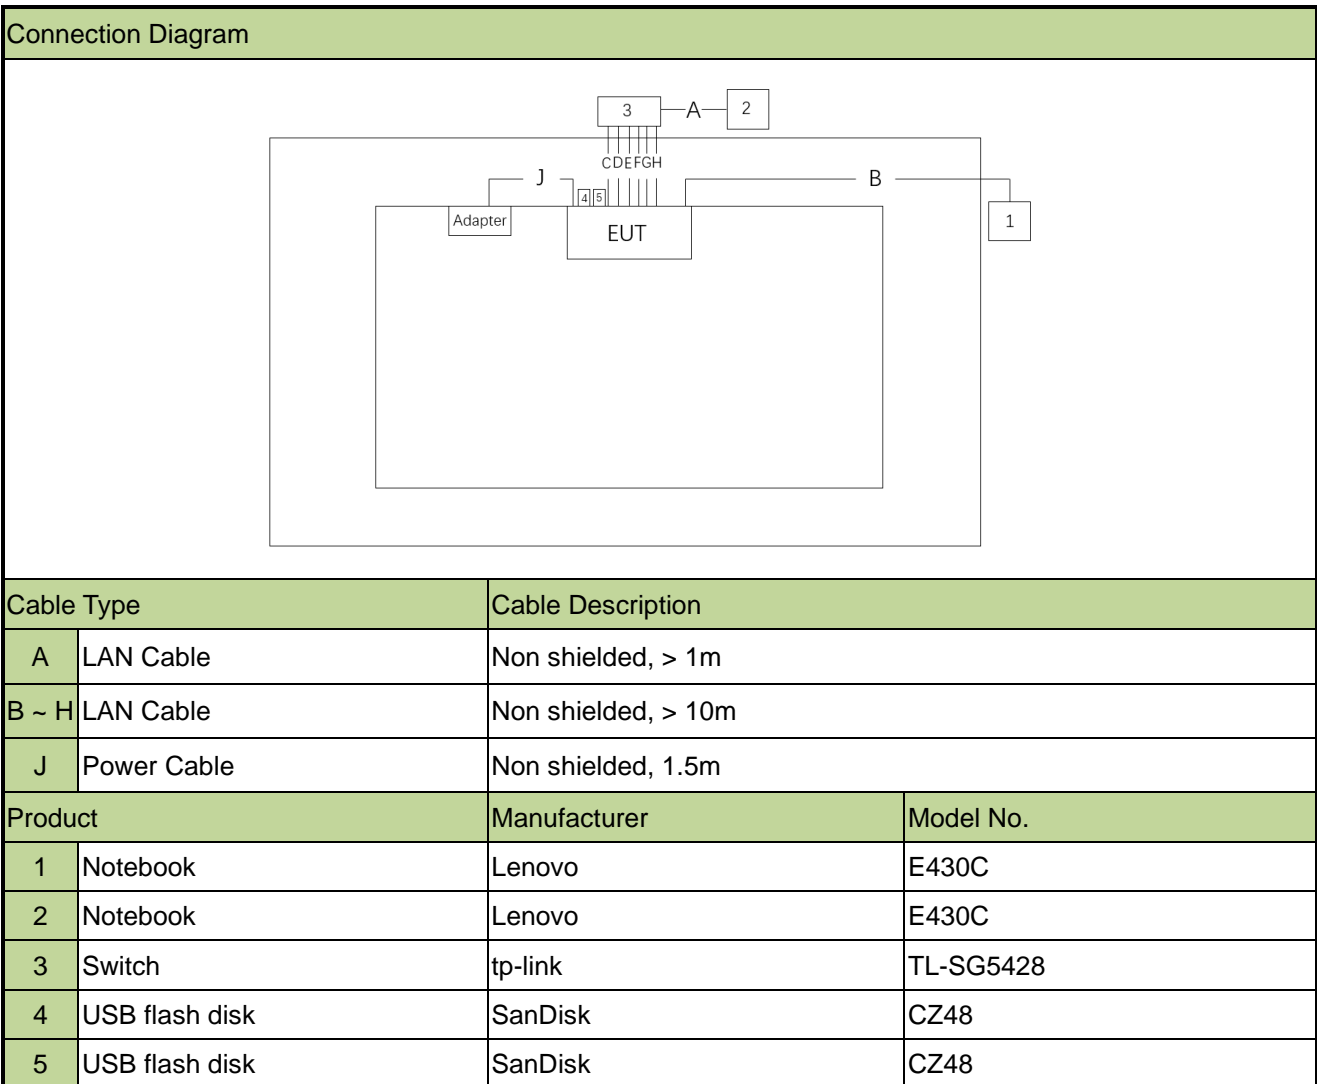 Connection Diagram
3 A 2
CDEFGH
J B
4 5
Adapter EUT 1
Cable Type Cable Description
A LAN Cable Non shielded, > 1m
B ~ H LAN Cable Non shielded, > 10m
J Power Cable Non shielded, 1.5m
Product Manufacturer Model No.
1 Notebook Lenovo E430C
2 Notebook Lenovo E430C
3 Switch tp-link TL-SG5428
4 USB flash disk SanDisk CZ48
5 USB flash disk SanDisk CZ48